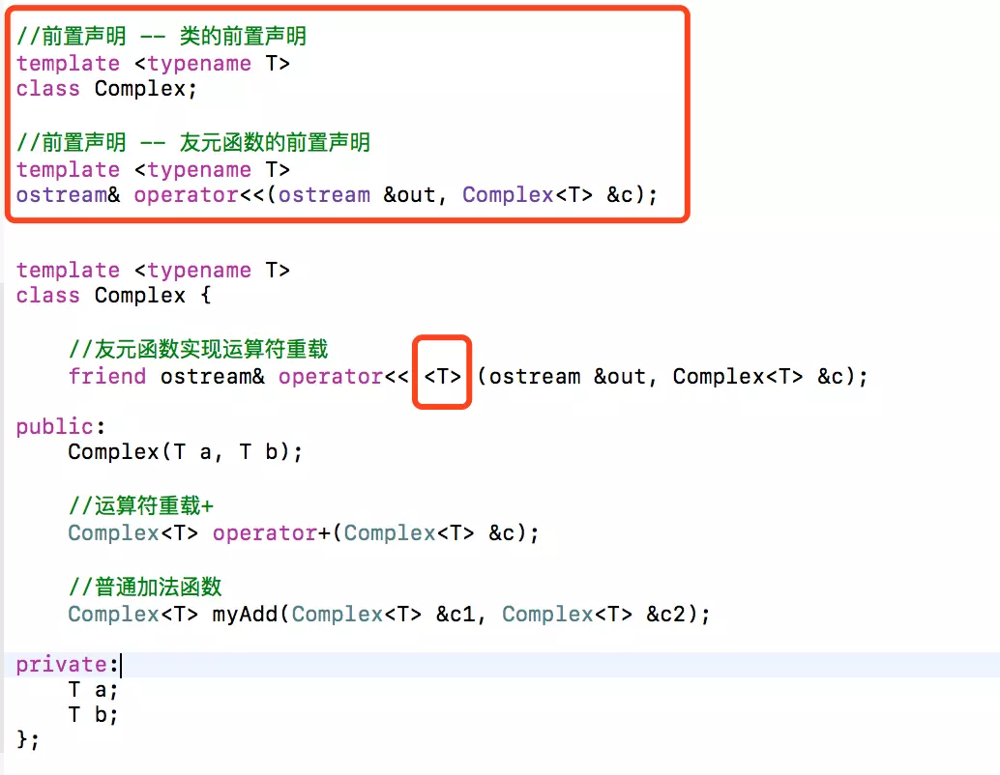 //前置声明 -- 类的前置声明
template <typename T>
class Complex;
//前置声明 -- 友元函数的前置声明
template <typename T>
ostream& operator<<(ostream &out, Complex<T> &c);
template <typename T>
class Complex {
//友元函数实现运算符重载
friend ostream& operator<< <T> (ostream &out, Complex<T> &c);
public:
Complex(T a, T b);
//运算符重载+
Complex<T> operator+(Complex<T> &c);
//普通加法函数
Complex<T> myAdd(Complex<T> &c1, Complex<T> &c2);
private:
T a;
T b;
};